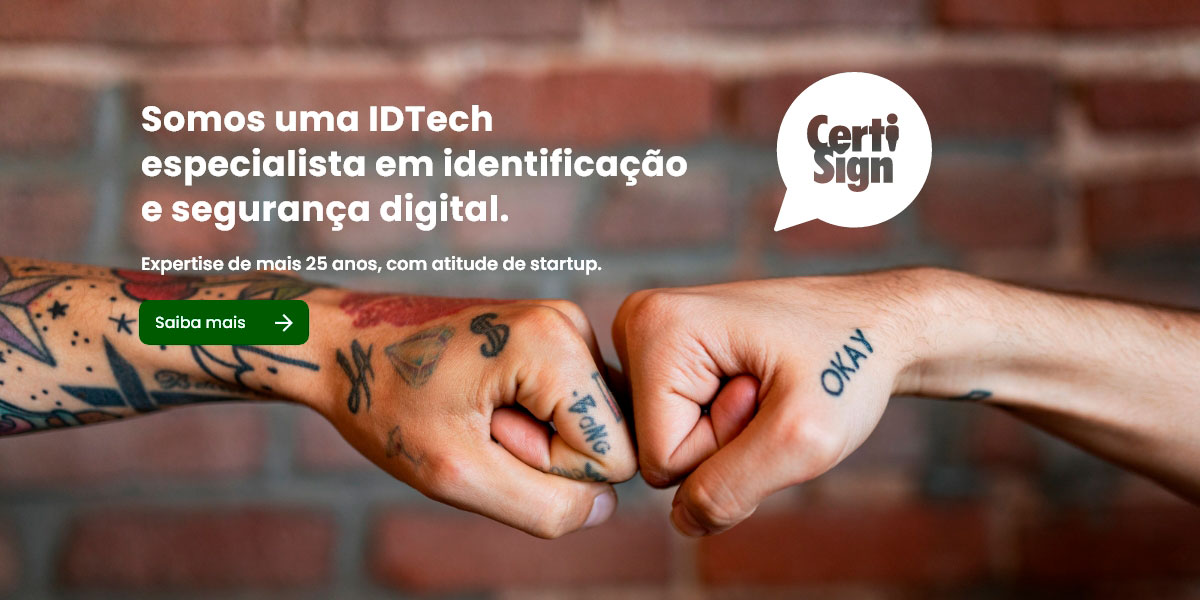 Somos uma IDTech
especialista em identificação
e segurança digital.
Expertise de mais 25 anos, com atitude de startup.
Saiba mais
Certi
Sign
$
OKAY